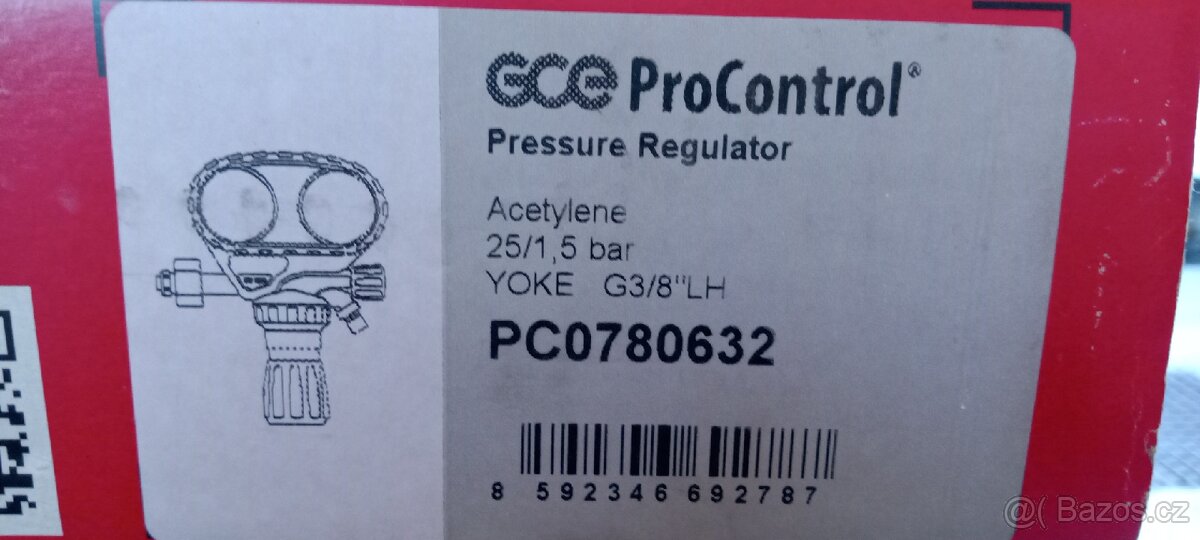 GCE ProControl®
Pressure Regulator
Acetylene
25/1,5 bar
YOKE G3/8"LH
PC0780632
8 592346 692787
@( Bazos.cz